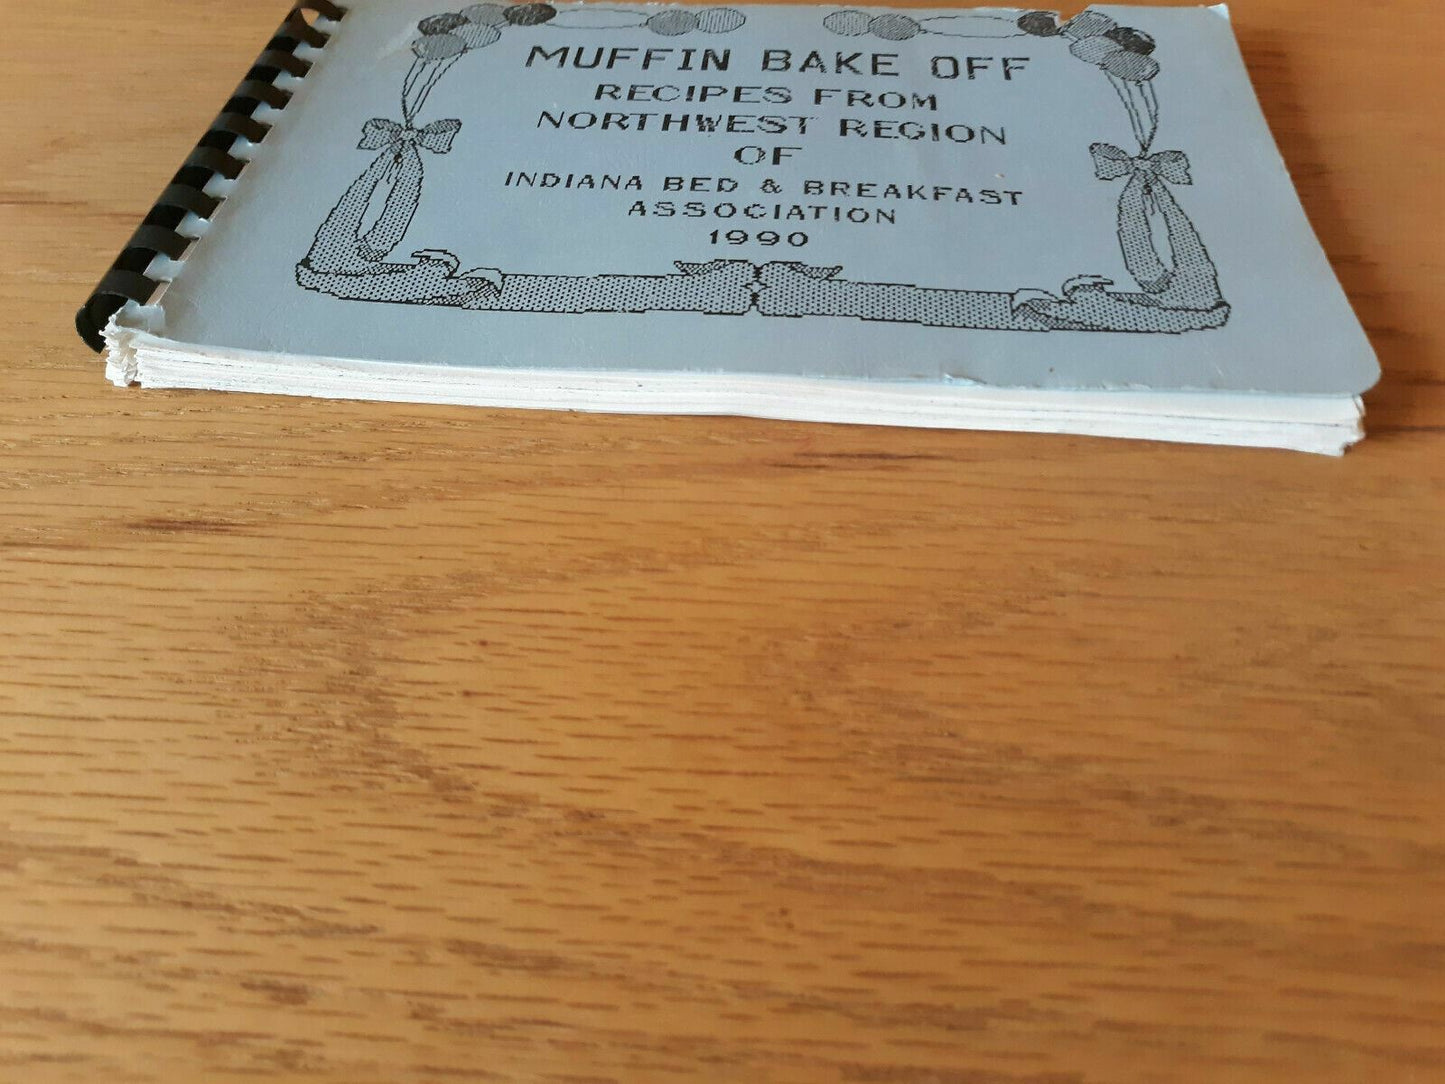 MUFFIN BAKE OFF
RECIPES FROM
NORTHWEST REGION
OF
INDIANA BED & BREAKFAST
ASSOCIATION
1990